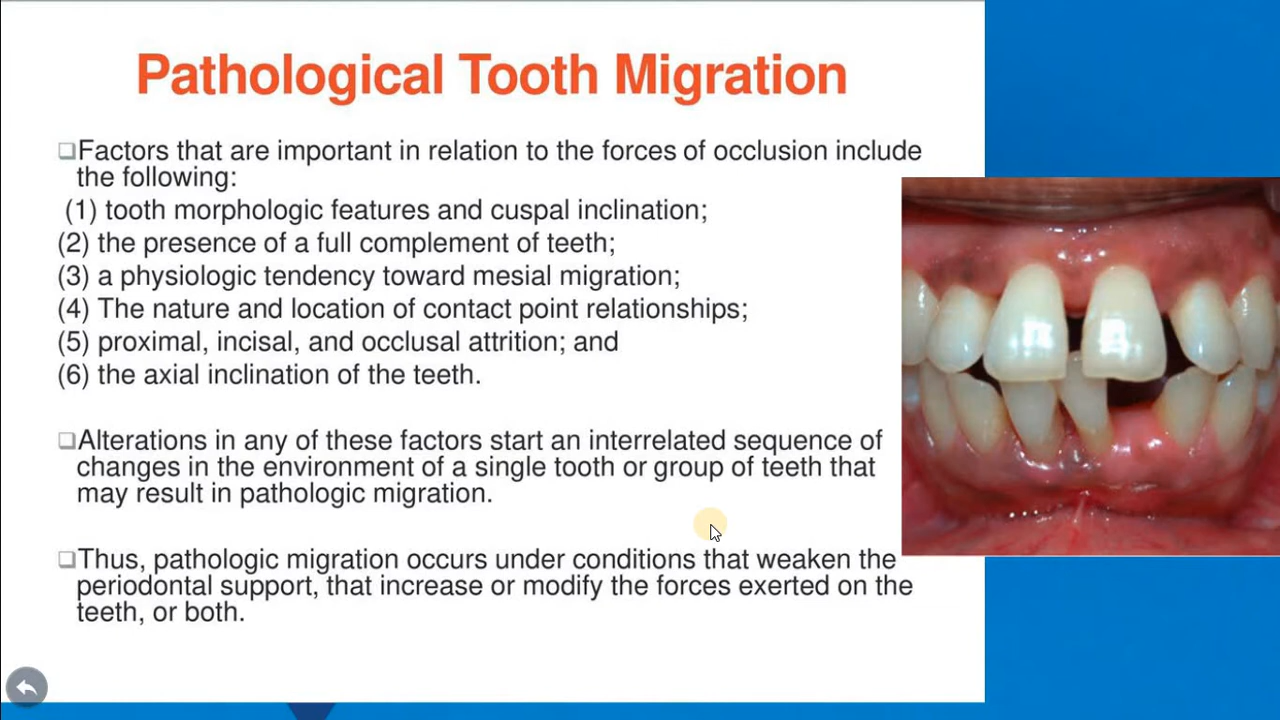 Pathological Tooth Migration
❑Factors that are important in relation to the forces of occlusion include
the following:
(1) tooth morphologic features and cuspal inclination;
(2) the presence of a full complement of teeth;
(3) a physiologic tendency toward mesial migration;
(4) The nature and location of contact point relationships;
(5) proximal, incisal, and occlusal attrition; and
(6) the axial inclination of the teeth.
❑Alterations in any of these factors start an interrelated sequence of
changes in the environment of a single tooth or group of teeth that
may result in pathologic migration.
❑Thus, pathologic migration occurs under conditions that weaken the
periodontal support, that increase or modify the forces exerted on the
teeth, or both.